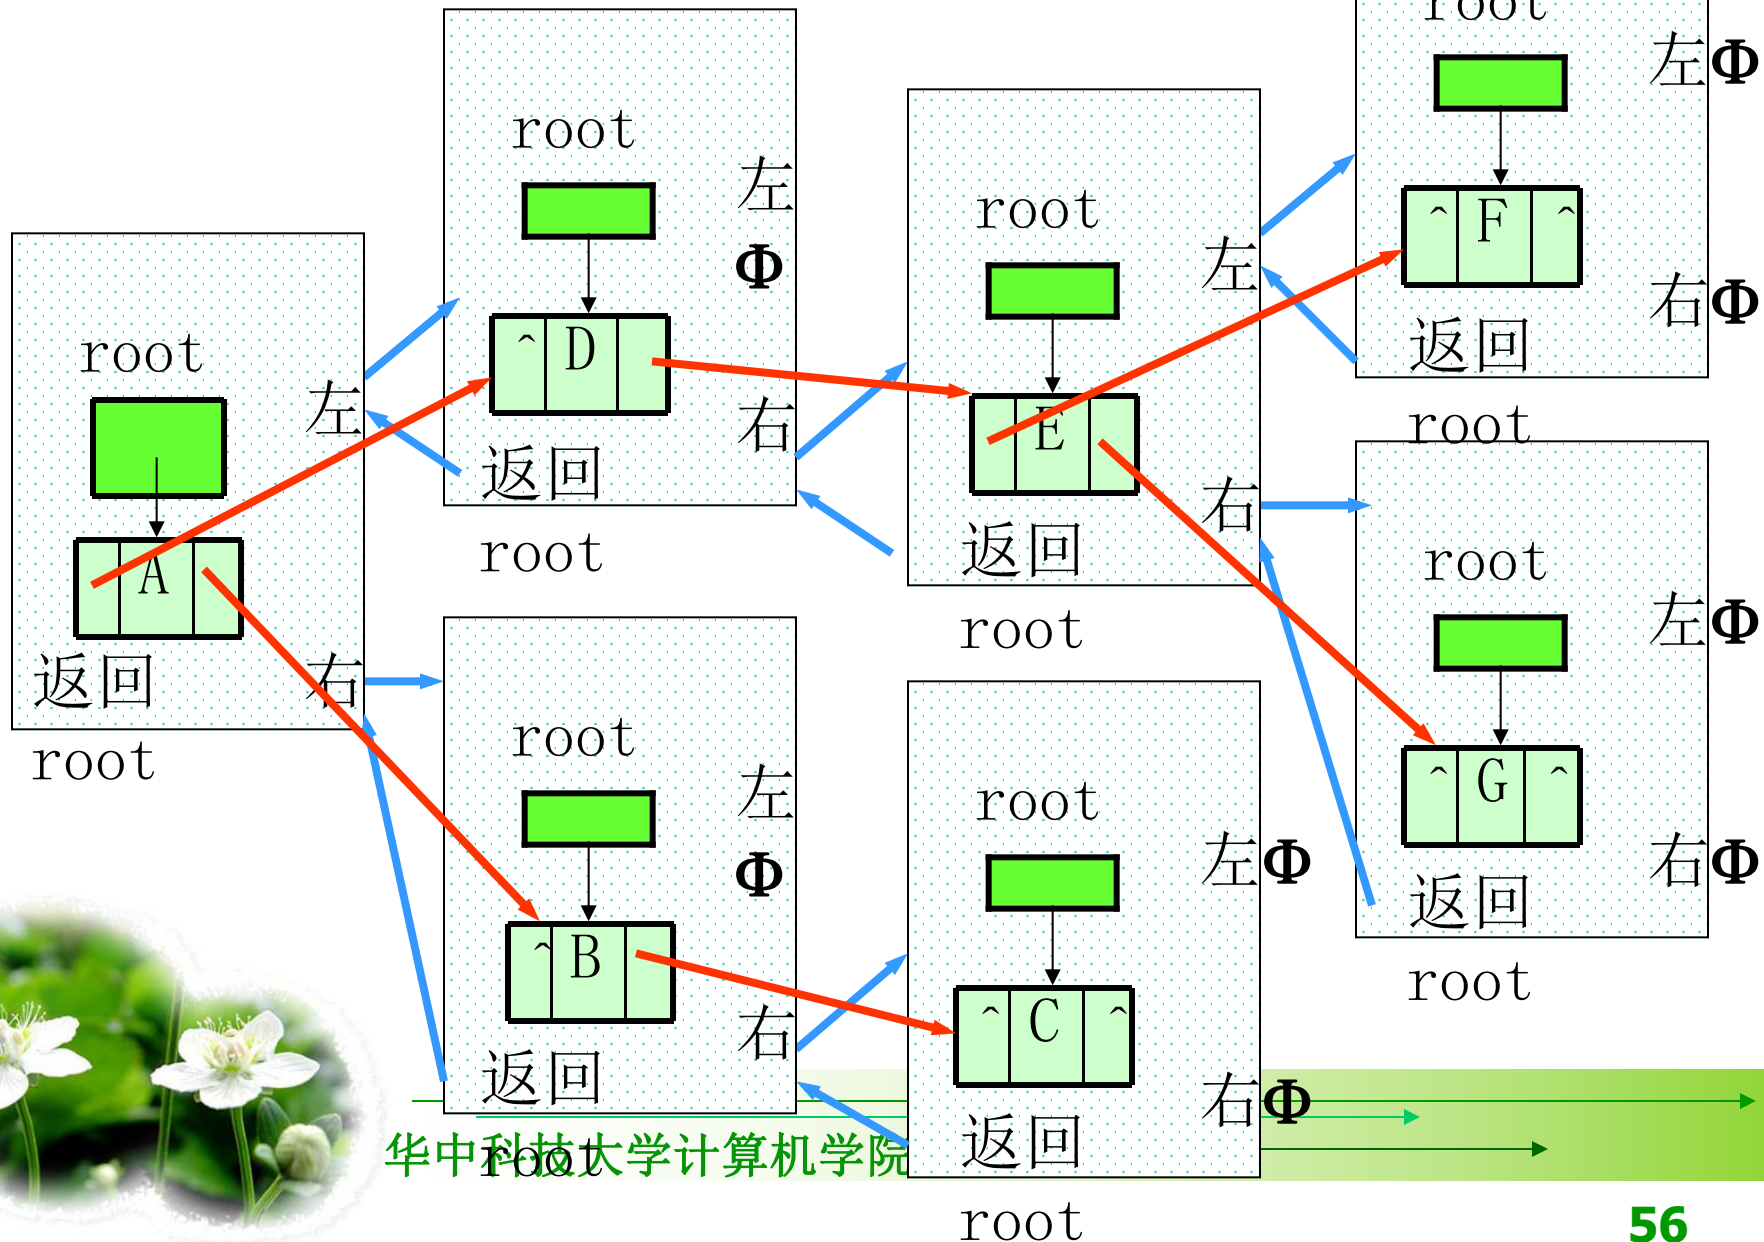 root
左
A
返回
右
root
root
左
Φ
^ D
右
返回
root
root
左
Φ
^ B
右
返回
root
root
左
E
右
返回
root
root
左Φ
^ C ^
右Φ
返回
root
root
左Φ
^ F ^
右Φ
返回
root
root
左Φ
^ G ^
右Φ
返回
root
华中科技大学计算机学院
56